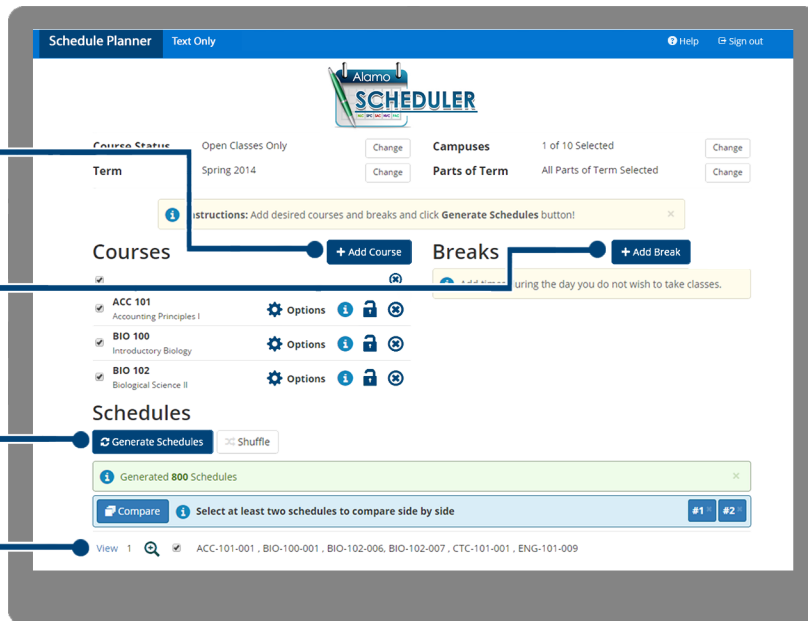 Schedule Planner Text Only Help Sign out
Alamo
SCHEDULER
Course Status Open Classes Only Change Campuses 1 of 10 Selected Change
Term Spring 2014 Change Parts of Term All Parts of Term Selected Change
Instructions: Add desired courses and breaks and click Generate Schedules button!
Courses + Add Course Breaks + Add Break
Add times during the day you do not wish to take classes.
ACC 101
Accounting Principles I Options
BIO 100
Introductory Biology Options
BIO 102
Biological Science II Options
Schedules
Generate Schedules Shuffle
Generated 800 Schedules
Compare Select at least two schedules to compare side by side #1 #2
View 1 ACC-101-001 , BIO-100-001 , BIO-102-006, BIO-102-007 , CTC-101-001 , ENG-101-009